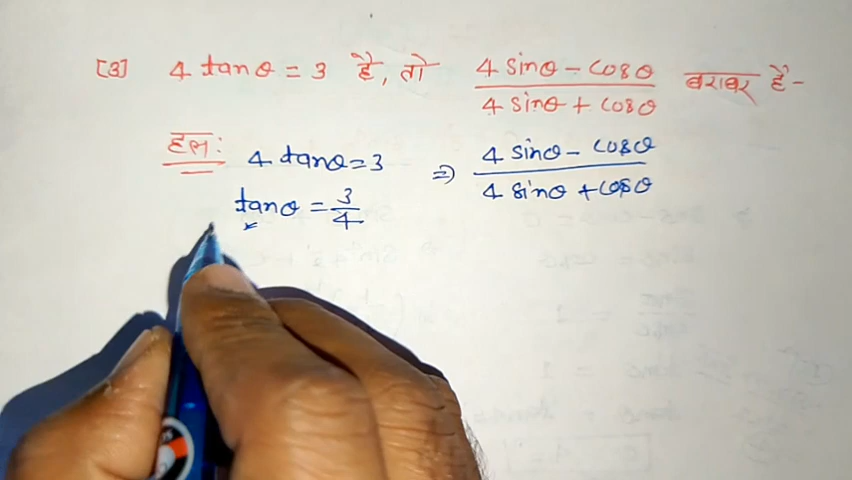 [3] 4 tanθ = 3 है, तो (4 sinθ - cosθ)/(4 sinθ + cosθ) बराबर है -
हल:
4 tanθ = 3 ⇒ (4 sinθ - cosθ)/(4 sinθ + cosθ)
tanθ = 3/4